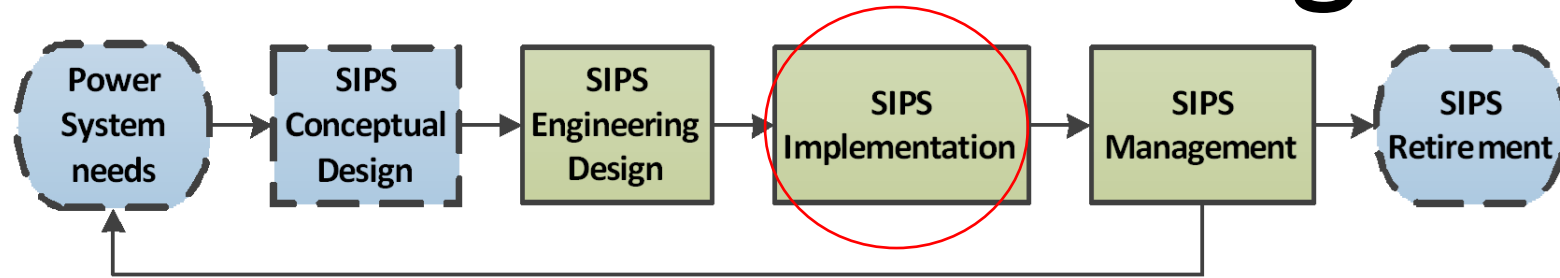 g
Power
System
needs
SIPS
Conceptual
Design
SIPS
Engineering
Design
SIPS
Implementation
SIPS
Management
SIPS
Retirement